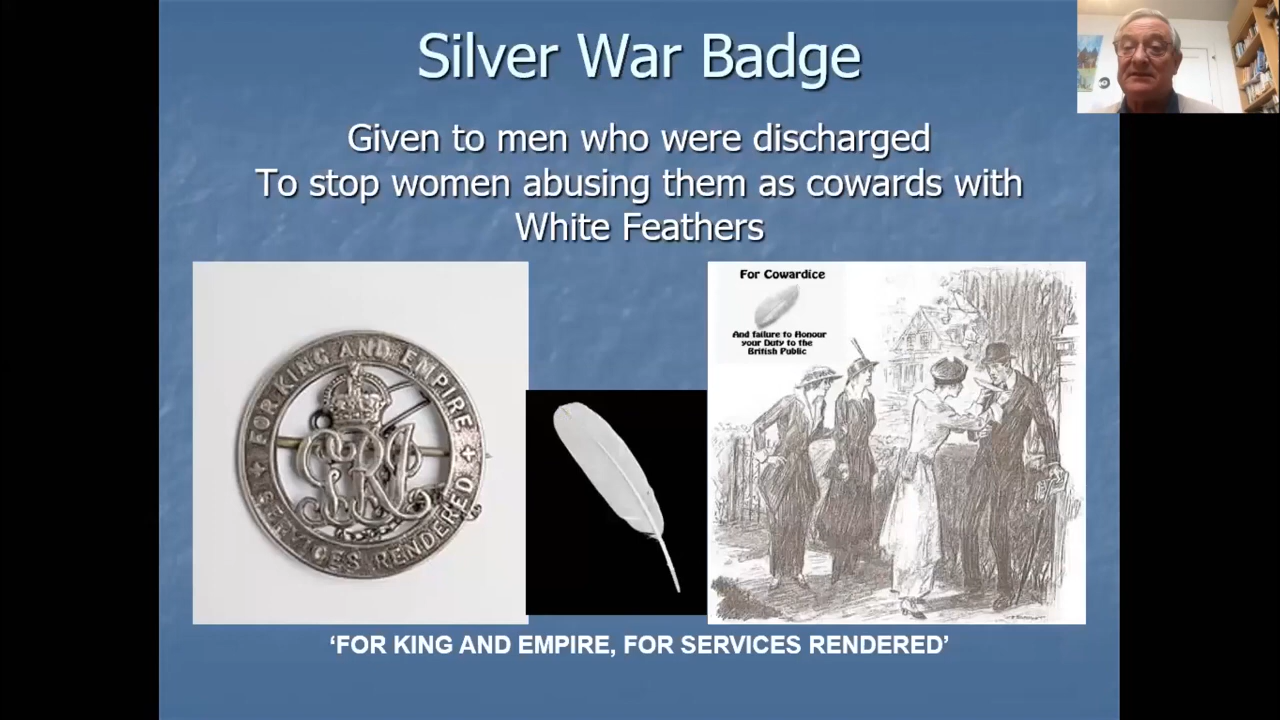 Silver War Badge
Given to men who were discharged
To stop women abusing them as cowards with
White Feathers
FOR KING AND EMPIRE
SERVICES RENDERED
For Cowardice
And failure to Honour
your Duty to the
British Public
‘FOR KING AND EMPIRE, FOR SERVICES RENDERED’